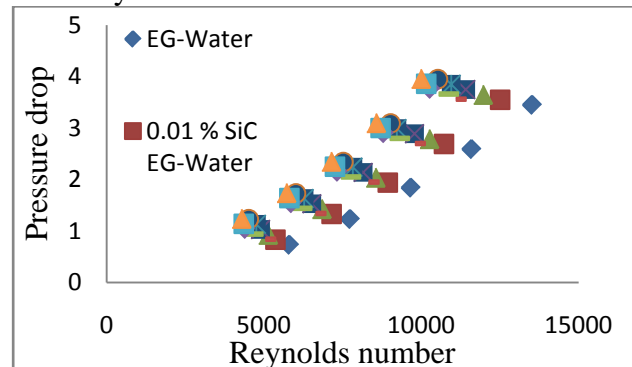 Pressure drop
5
4
3
2
1
0
EG-Water
0.01 % SiC
EG-Water
0
5000
10000
15000
Reynolds number